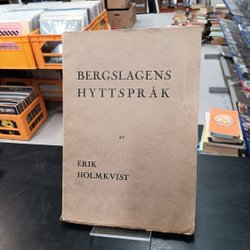 BERGSLAGENS
HYTTSPRÅK
AV
ERIK
HOLMKVIST